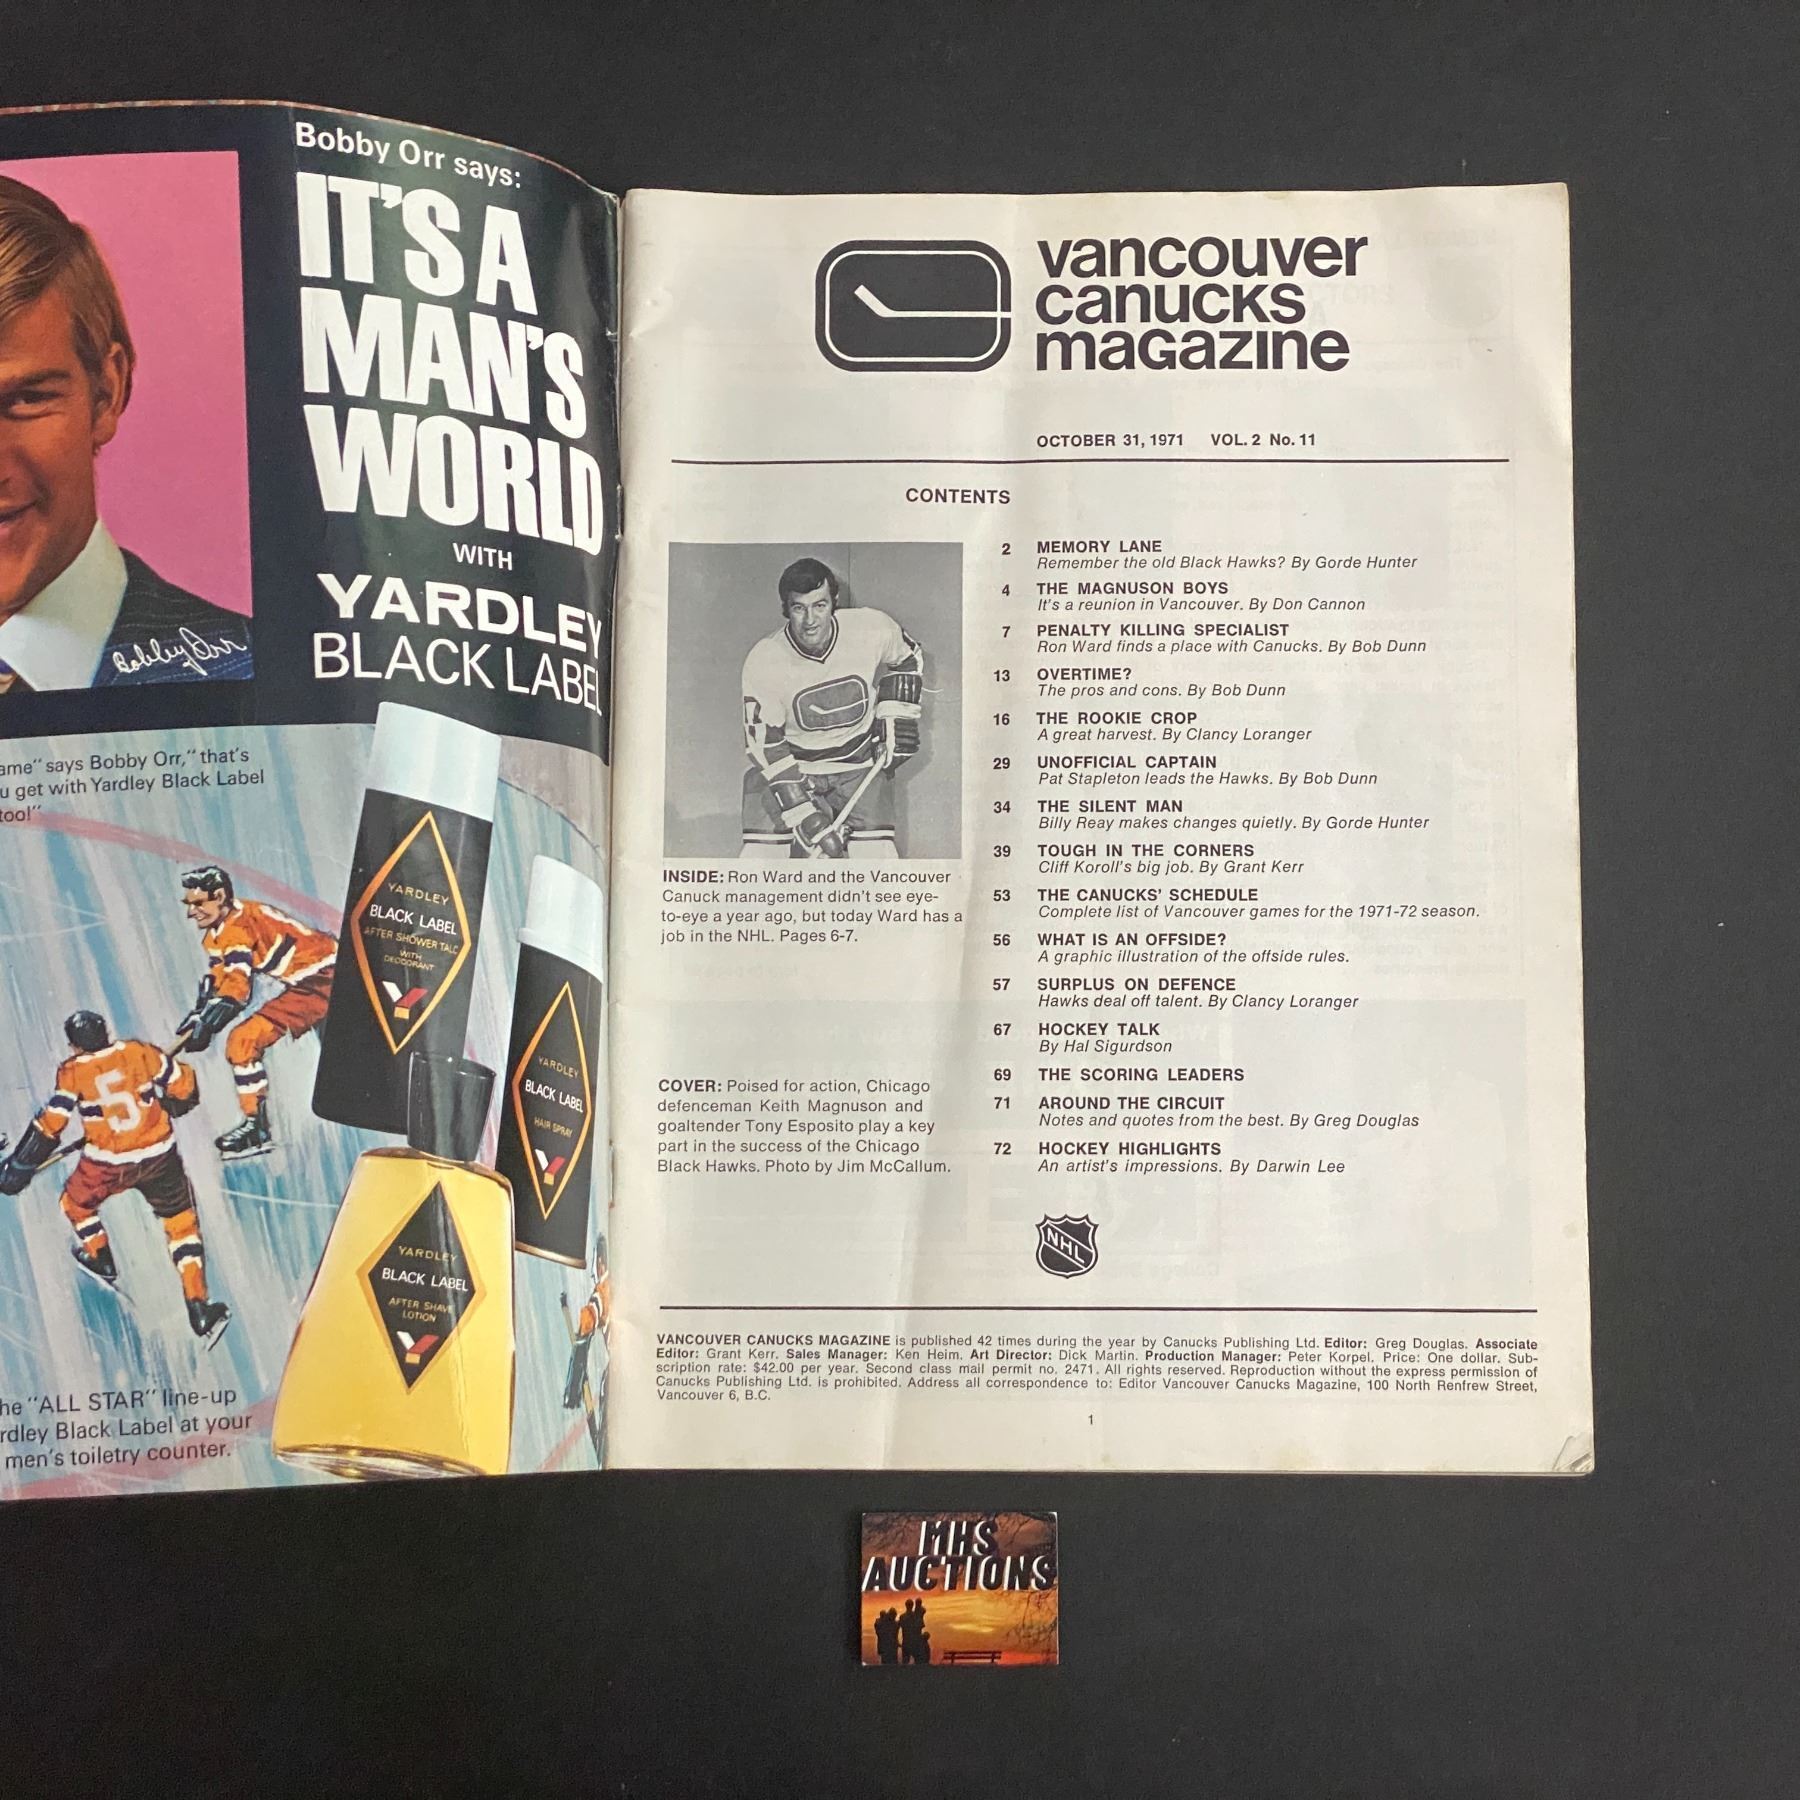 Bobby Orr says:
IT'S A
MAN'S
WORLD
WITH
YARDLEY
BLACK LABEL
Bobby Orr
ame" says Bobby Orr," that's
u get with Yardley Black Label
too!"
YARDLEY
BLACK LABEL
AFTER SHOWER TALC
WITH
DEODORANT
YARDLEY
BLACK LABEL
HAIR SPRAY
5
YARDLEY
BLACK LABEL
AFTER SHAVE
LOTION
he "ALL STAR" line-up
rdley Black Label at your
men's toiletry counter.
vancouver
canucks
magazine
OCTOBER 31, 1971 VOL. 2 No. 11
CONTENTS
2 MEMORY LANE
Remember the old Black Hawks? By Gorde Hunter
4 THE MAGNUSON BOYS
It's a reunion in Vancouver. By Don Cannon
7 PENALTY KILLING SPECIALIST
Ron Ward finds a place with Canucks. By Bob Dunn
13 OVERTIME?
The pros and cons. By Bob Dunn
16 THE ROOKIE CROP
A great harvest. By Clancy Loranger
29 UNOFFICIAL CAPTAIN
Pat Stapleton leads the Hawks. By Bob Dunn
34 THE SILENT MAN
Billy Reay makes changes quietly. By Gorde Hunter
39 TOUGH IN THE CORNERS
Cliff Koroll's big job. By Grant Kerr
53 THE CANUCKS' SCHEDULE
Complete list of Vancouver games for the 1971-72 season.
56 WHAT IS AN OFFSIDE?
A graphic illustration of the offside rules.
57 SURPLUS ON DEFENCE
Hawks deal off talent. By Clancy Loranger
67 HOCKEY TALK
By Hal Sigurdson
69 THE SCORING LEADERS
71 AROUND THE CIRCUIT
Notes and quotes from the best. By Greg Douglas
72 HOCKEY HIGHLIGHTS
An artist's impressions. By Darwin Lee
INSIDE: Ron Ward and the Vancouver
Canuck management didn't see eye-
to-eye a year ago, but today Ward has a
job in the NHL. Pages 6-7.
COVER: Poised for action, Chicago
defenceman Keith Magnuson and
goaltender Tony Esposito play a key
part in the success of the Chicago
Black Hawks. Photo by Jim McCallum.
NHL
VANCOUVER CANUCKS MAGAZINE is published 42 times during the year by Canucks Publishing Ltd. Editor: Greg Douglas. Associate
Editor: Grant Kerr. Sales Manager: Ken Heim. Art Director: Dick Martin. Production Manager: Peter Korpel. Price: One dollar. Sub-
scription rate: $42.00 per year. Second class mail permit no. 2471. All rights reserved. Reproduction without the express permission of
Canucks Publishing Ltd. is prohibited. Address all correspondence to: Editor Vancouver Canucks Magazine, 100 North Renfrew Street,
Vancouver 6, B.C.
1
MHS
AUCTIONS